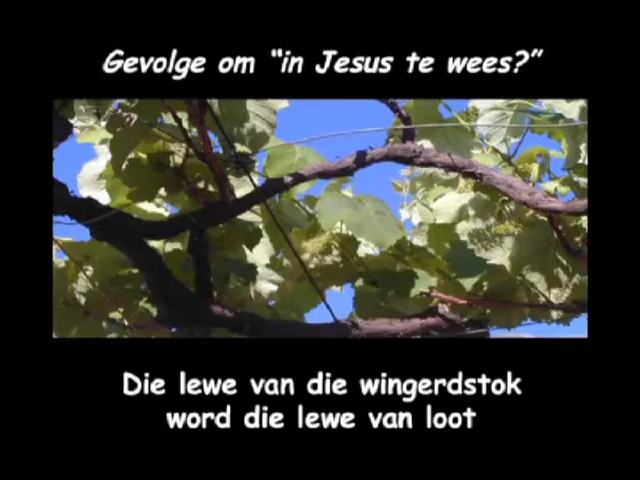 Gevolge om “in Jesus te wees?”
Die lewe van die wingerdstok
word die lewe van loot